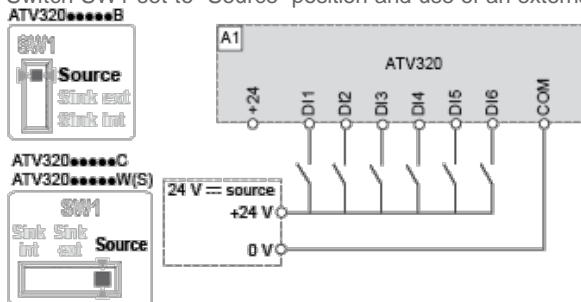 Switch SW1 set to "Source" position and use of an external
ATV320●●●●●B
SW1
Source
Sink ext
Sink int
ATV320●●●●●C
ATV320●●●●●W(S)
SW1
Sink int
Sink ext
Source
A1
ATV320
+24
DI1
DI2
DI3
DI4
DI5
DI6
COM
24 V ⎓ source
+24 V
0 V